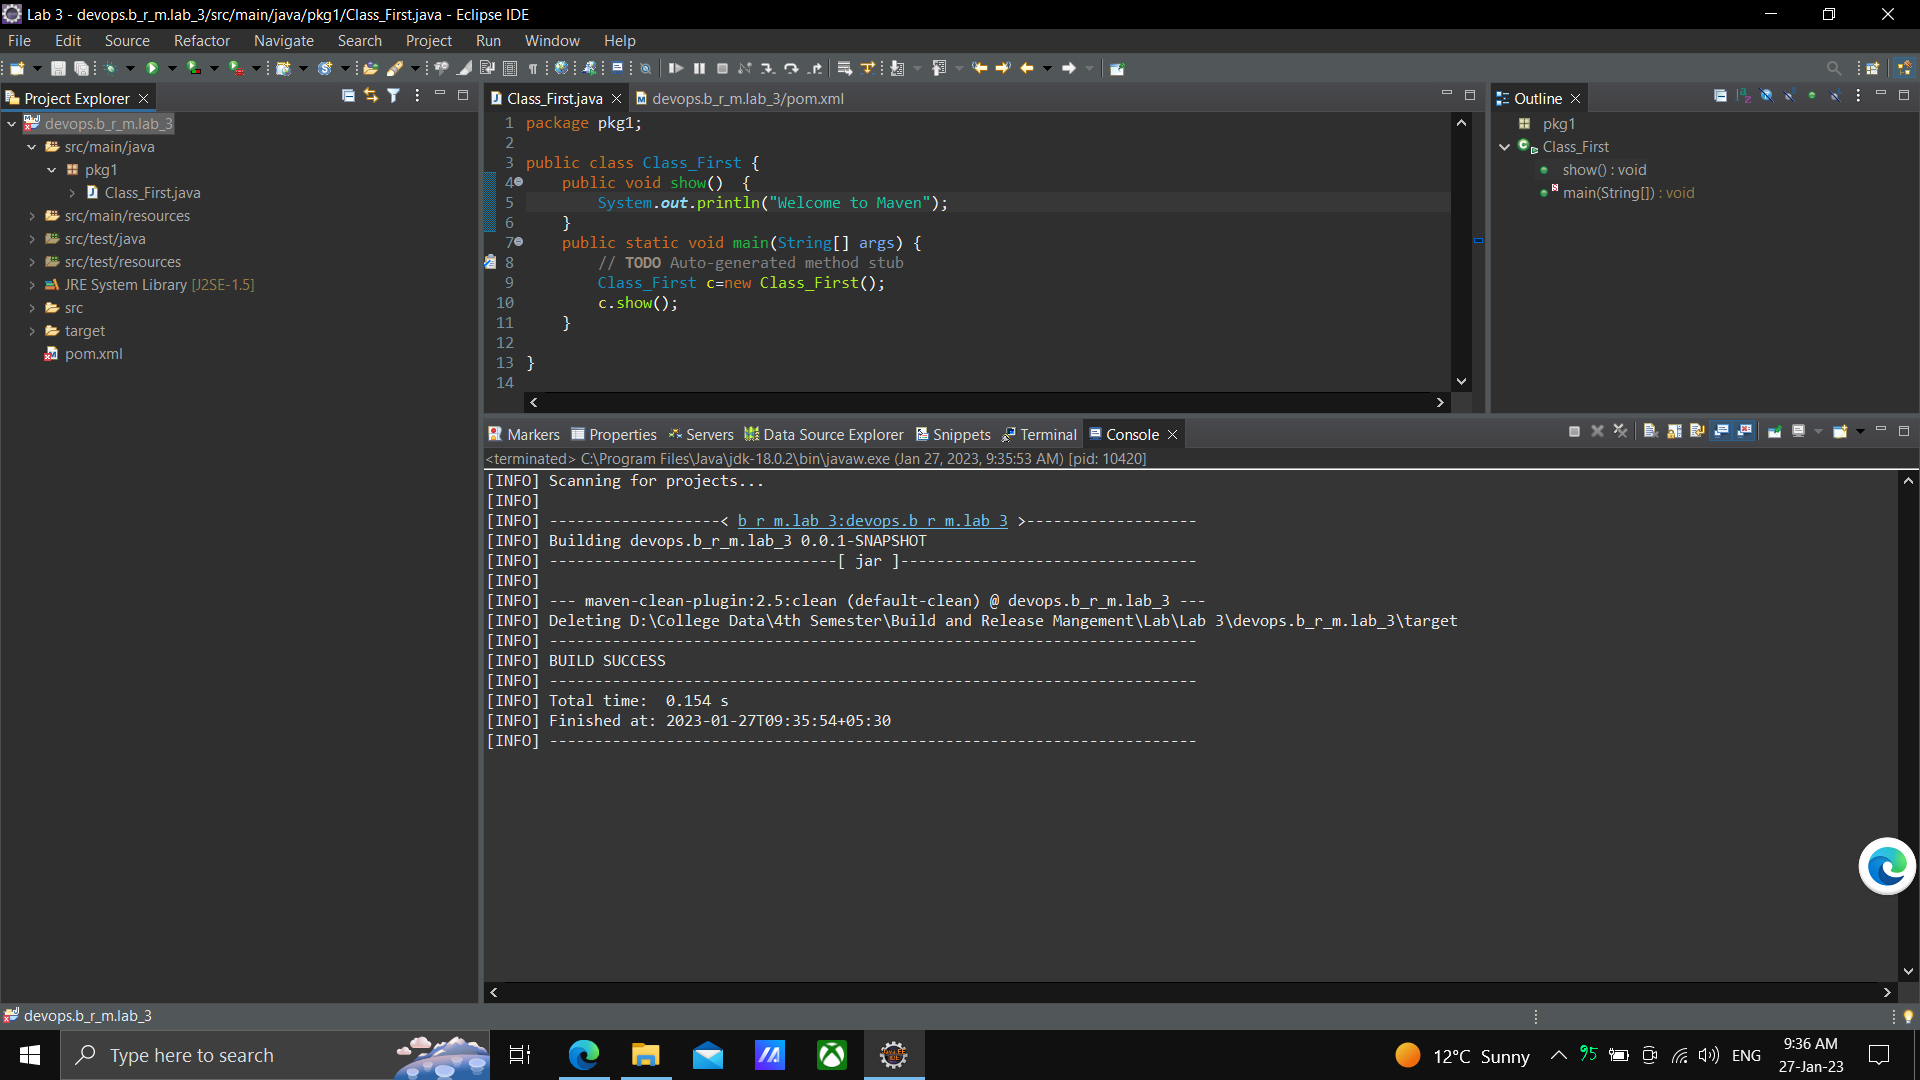 Lab 3 - devops.b_r_m.lab_3/src/main/java/pkg1/Class_First.java - Eclipse IDE
File Edit Source Refactor Navigate Search Project Run Window Help
Project Explorer
devops.b_r_m.lab_3
src/main/java
pkg1
Class_First.java
src/main/resources
src/test/java
src/test/resources
JRE System Library [J2SE-1.5]
src
target
pom.xml
Class_First.java devops.b_r_m.lab_3/pom.xml
1 package pkg1;
2
3 public class Class_First {
4 public void show()  {
5 System.out.println("Welcome to Maven");
6 }
7 public static void main(String[] args) {
8 // TODO Auto-generated method stub
9 Class_First c=new Class_First();
10 c.show();
11 }
12
13 }
14
Outline
pkg1
Class_First
show() : void
main(String[]) : void
Markers Properties Servers Data Source Explorer Snippets Terminal Console
<terminated> C:\Program Files\Java\jdk-18.0.2\bin\javaw.exe (Jan 27, 2023, 9:35:53 AM) [pid: 10420]
[INFO] Scanning for projects...
[INFO]
[INFO] -------------------< b_r_m.lab_3:devops.b_r_m.lab_3 >-------------------
[INFO] Building devops.b_r_m.lab_3 0.0.1-SNAPSHOT
[INFO] --------------------------------[ jar ]---------------------------------
[INFO]
[INFO] --- maven-clean-plugin:2.5:clean (default-clean) @ devops.b_r_m.lab_3 ---
[INFO] Deleting D:\College Data\4th Semester\Build and Release Mangement\Lab\Lab 3\devops.b_r_m.lab_3\target
[INFO] ------------------------------------------------------------------------
[INFO] BUILD SUCCESS
[INFO] ------------------------------------------------------------------------
[INFO] Total time:  0.154 s
[INFO] Finished at: 2023-01-27T09:35:54+05:30
[INFO] ------------------------------------------------------------------------
devops.b_r_m.lab_3
Type here to search
95
12°C Sunny
ENG
9:36 AM
27-Jan-23